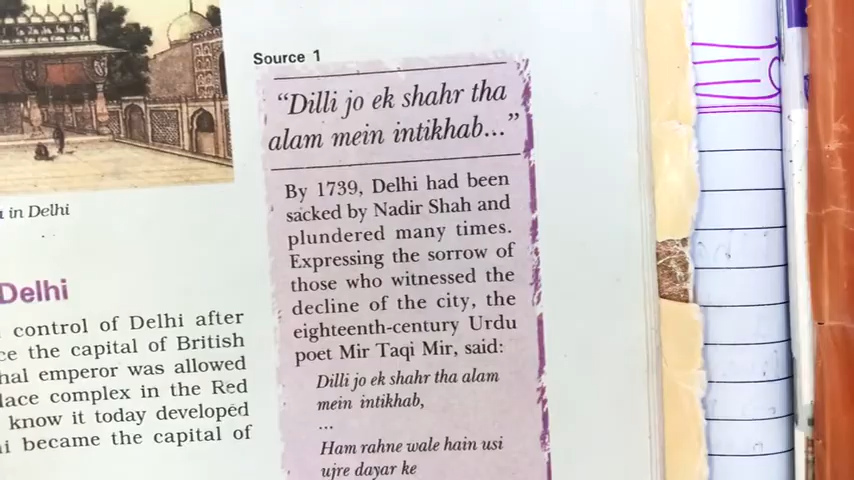 in Delhi
Delhi
control of Delhi after
the capital of British
emperor was allowed
complex in the Red
know it today developed
became the capital of
Source 1
“Dilli jo ek shahr tha
alam mein intikhab...”
By 1739, Delhi had been
sacked by Nadir Shah and
plundered many times.
Expressing the sorrow of
those who witnessed the
decline of the city, the
eighteenth-century Urdu
poet Mir Taqi Mir, said:
Dilli jo ek shahr tha alam
mein intikhab,
...
Ham rahne wale hain usi
ujre dayar ke